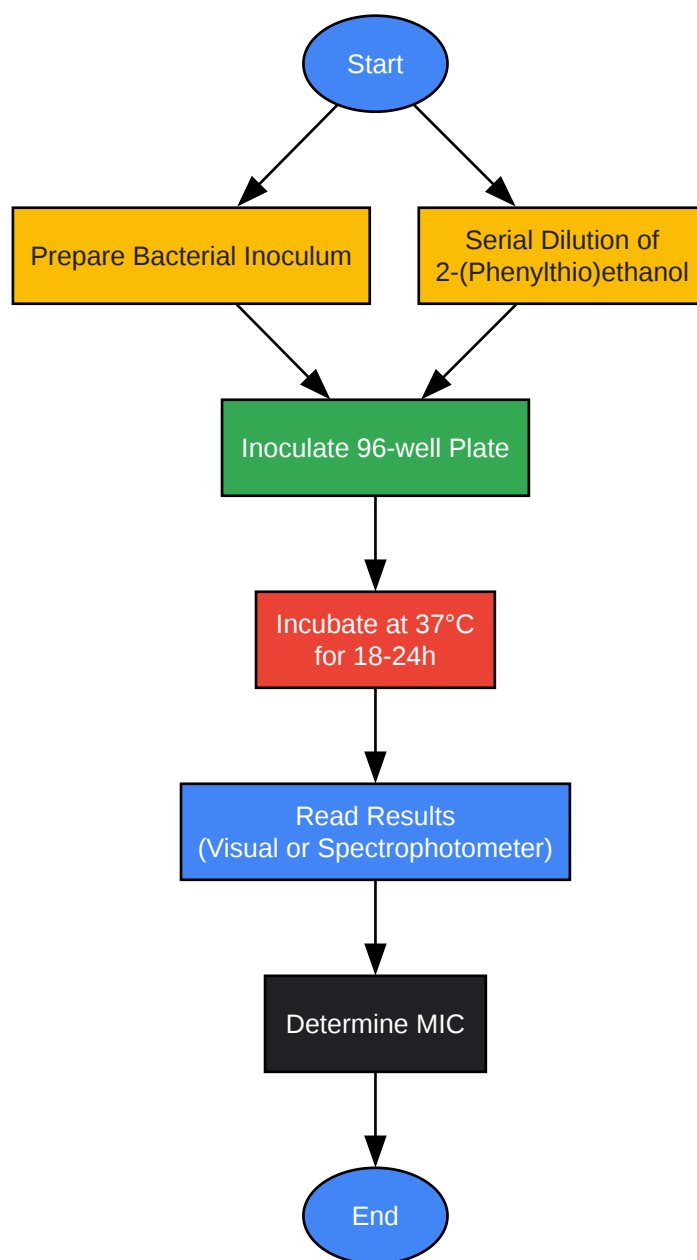 Start
Prepare Bacterial Inoculum
Serial Dilution of
2-(Phenylthio)ethanol
Inoculate 96-well Plate
Incubate at 37°C
for 18-24h
Read Results
(Visual or Spectrophotometer)
Determine MIC
End